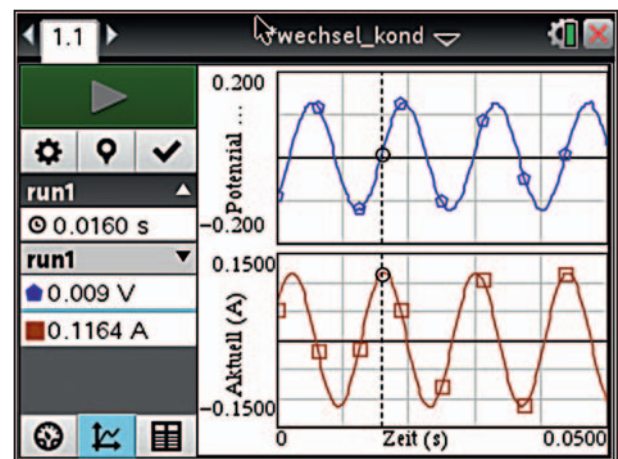 1.1
*wechsel_kond
run1
0.0160 s
run1
0.009 V
0.1164 A
0.200
Potenzial ...
-0.200
0.1500
Aktuell (A)
-0.1500
0
Zeit (s)
0.0500